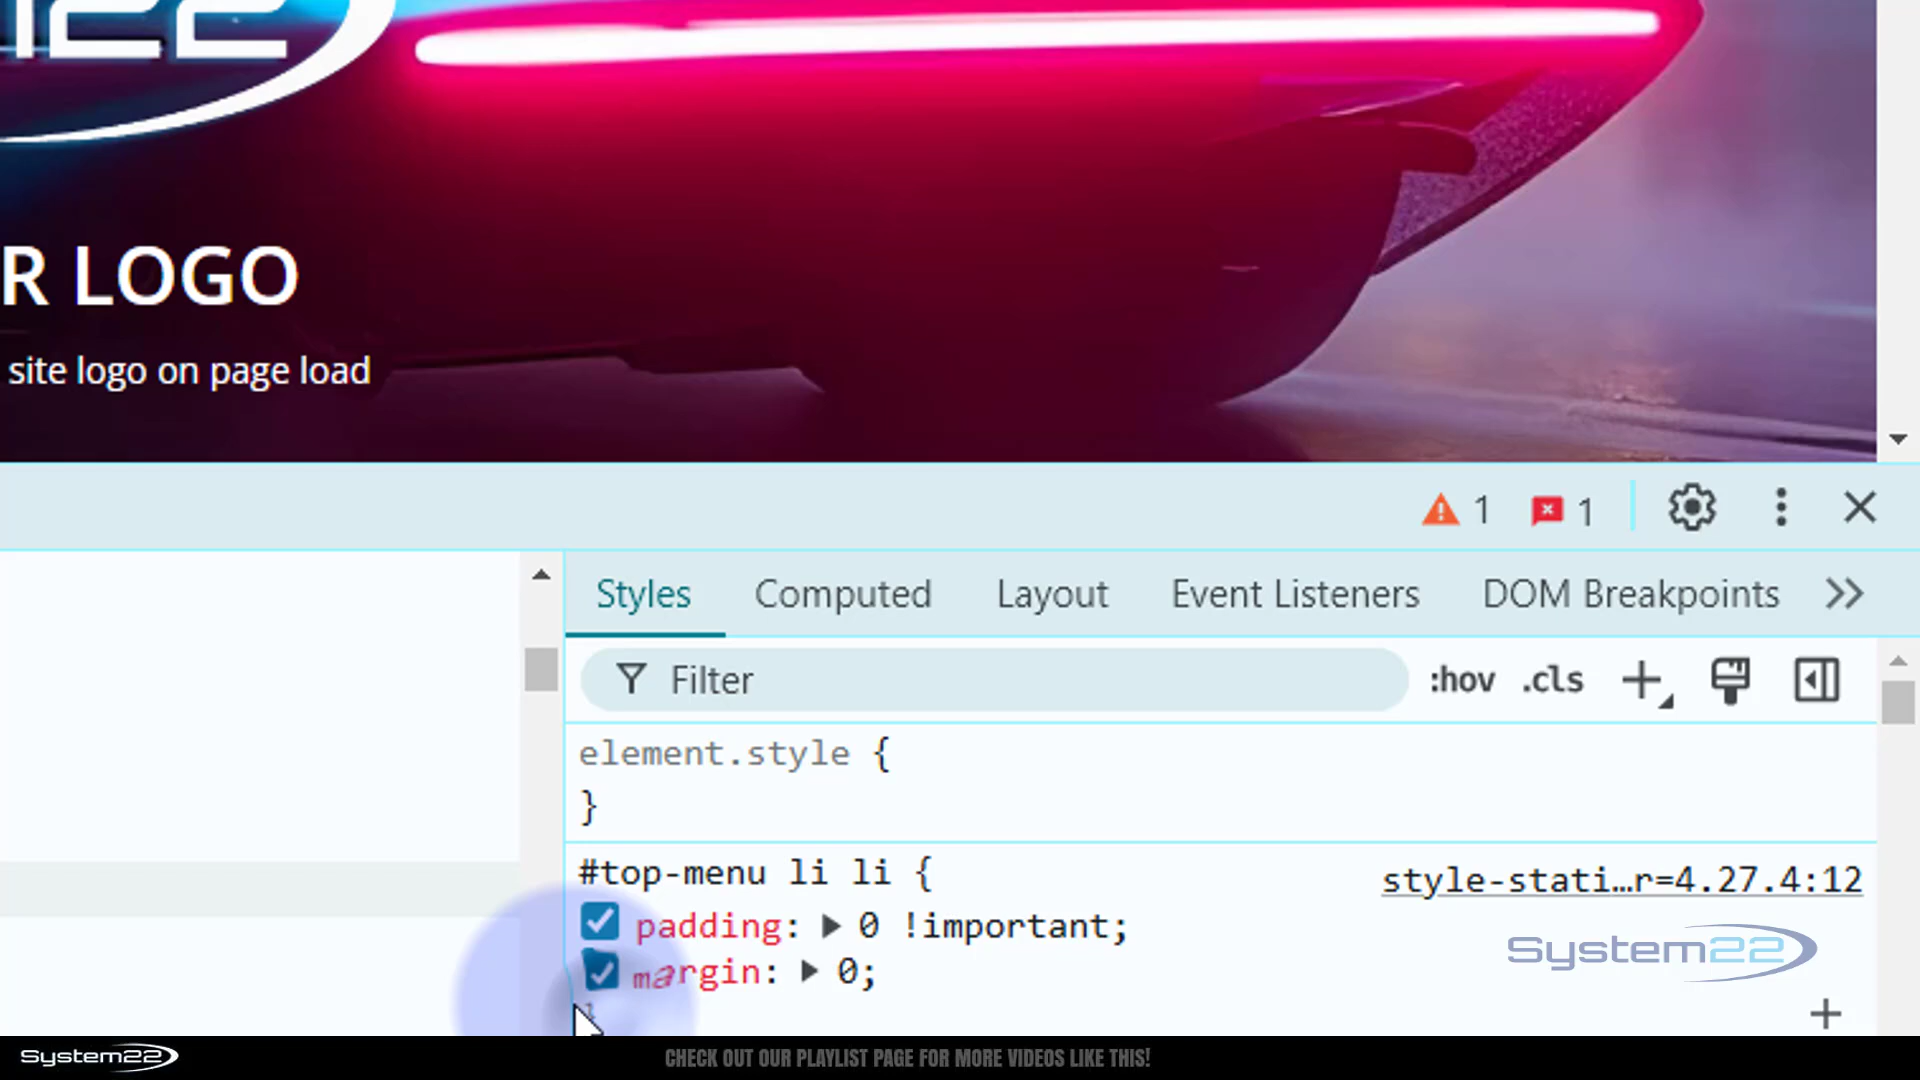 22
R LOGO
site logo on page load
1 1
Styles Computed Layout Event Listeners DOM Breakpoints
Filter :hov .cls
element.style {
}
#top-menu li li { style-stati…r=4.27.4:12
padding: 0 !important;
margin: 0;
}
System22
System22 CHECK OUT OUR PLAYLIST PAGE FOR MORE VIDEOS LIKE THIS!